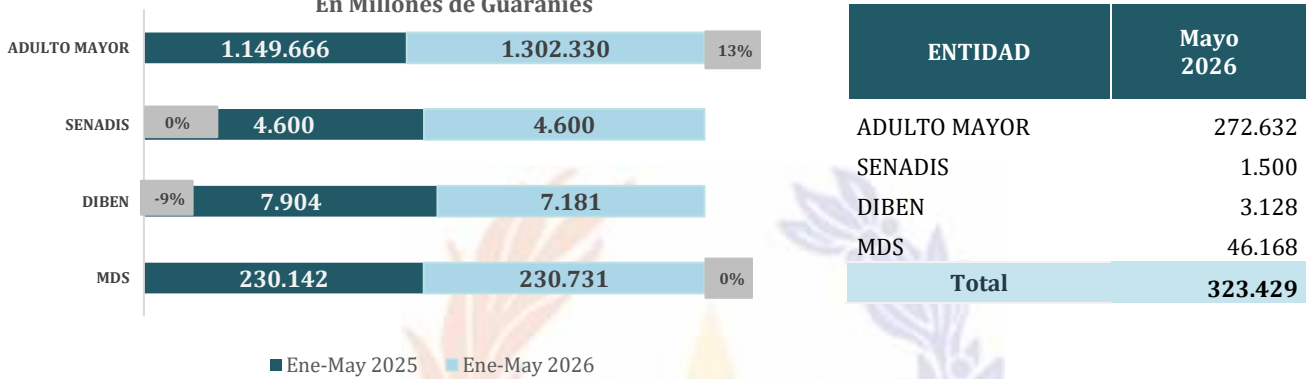 En Millones de Guaraníes
ADULTO MAYOR 1.149.666 1.302.330 13%
SENADIS 0% 4.600 4.600
DIBEN -9% 7.904 7.181
MDS 230.142 230.731 0%
Ene-May 2025 Ene-May 2026
ENTIDAD Mayo 2026
ADULTO MAYOR 272.632
SENADIS 1.500
DIBEN 3.128
MDS 46.168
Total 323.429